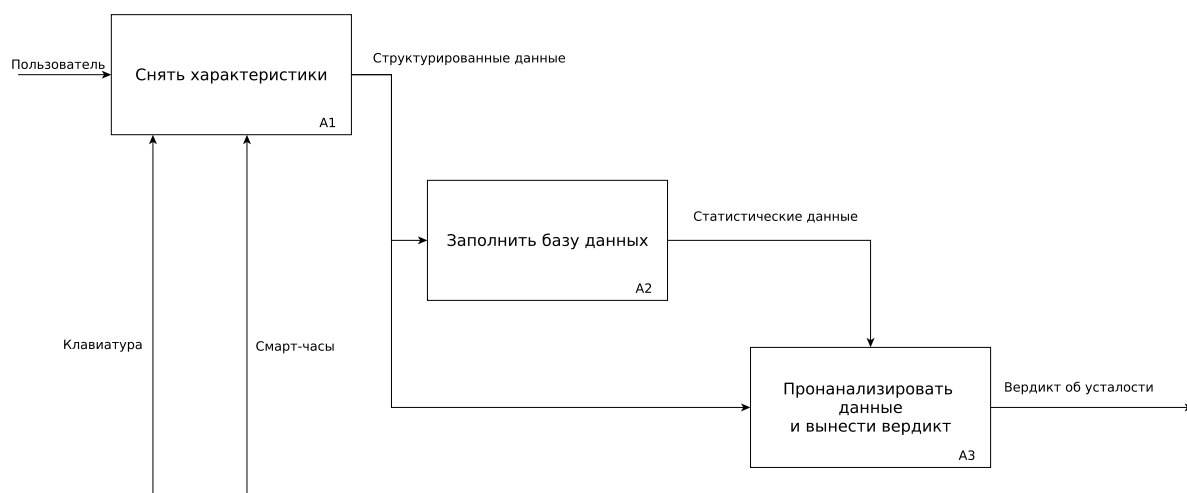 Пользователь
Снять характеристики
A1
Структурированные данные
Заполнить базу данных
A2
Статистические данные
Клавиатура
Смарт-часы
Пронанализировать
данные
и вынести вердикт
A3
Вердикт об усталости